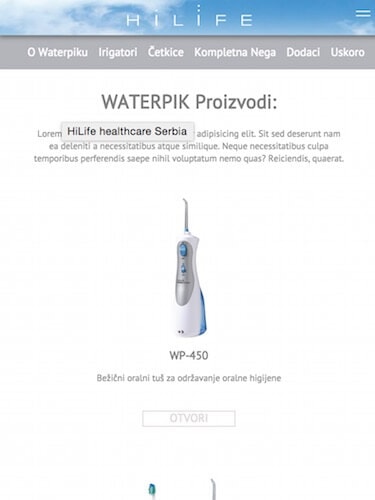 HiLiFE
O Waterpiku Irigatori Četkice Kompletna Nega Dodaci Uskoro
WATERPIK Proizvodi:
Lorem HiLife healthcare Serbia adipisicing elit. Sit sed deserunt nam
ea deleniti a necessitatibus atque similique. Neque necessitatibus culpa
temporibus perferendis saepe nihil voluptatum nemo quas? Reiciendis, quaerat.
WP-450
Bežični oralni tuš za održavanje oralne higijene
OTVORI